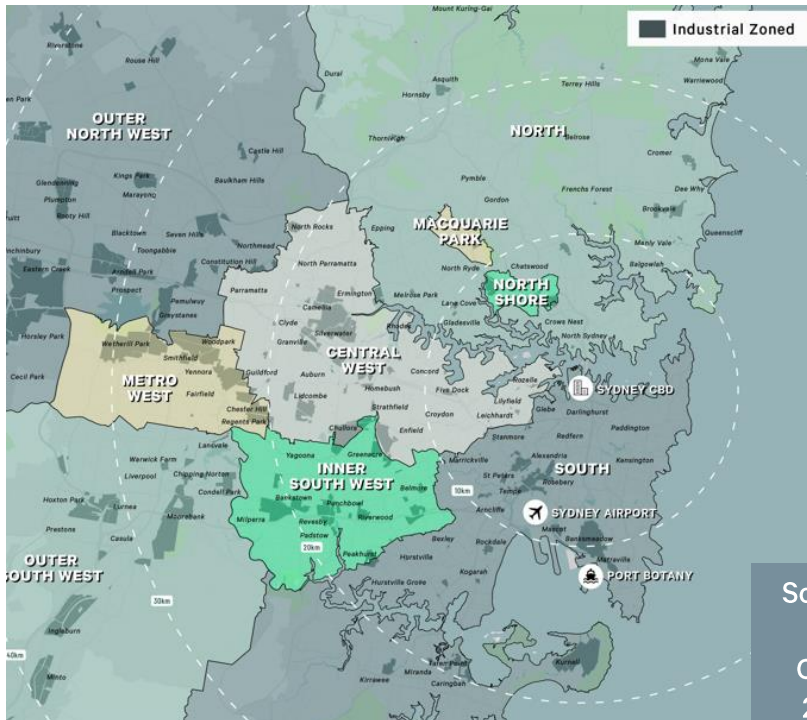 Industrial Zoned
Mount Kuring-Gai
Riverstone
Rouse Hill
Mona Vale
Dural
Asquith
Terrey Hills
Warriewood
Hornsby
en Park
OUTER
NORTH WEST
NORTH
Thornleigh
Belrose
Castle Hill
Cromer
Glendenning
Kings Park
Baulkham Hills
Pymble
Frenchs Forest
Dee Why
Plumpton
Marayong
Gordon
Rooty Hill
Brookvale
MACQUARIE
PARK
North Rocks
Epping
Queenscliff
Blacktown
Seven Hills
Manly Vale
Toongabbie
Northmead
nchinbury
Constitution Hill
North Parramatta
North Ryde
Chatswood
Balgowlah
Eastern Creek
Arndell Park
Prospect
Parramatta
Ermington
Melrose Park
NORTH
SHORE
Pemulwuy
Camellia
Lane Cove
Greystanes
Clyde
Rhodes
Gladesville
Crows Nest
Horsley Park
Woodpark
Silverwater
North Sydney
Wetherill Park
Granville
CENTRAL
WEST
Smithfield
Concord
Cecil Park
Yennora
Guildford
Auburn
Homebush
Five Dock
Rozelle
METRO
WEST
Fairfield
Lidcombe
Lilyfield
SYDNEY CBD
Chester Hill
Strathfield
Croydon
Leichhardt
Glebe
Darlinghurst
Regents Park
Chullora
Enfield
Paddington
Lansvale
Stanmore
Redfern
Warwick Farm
Yagoona
Greenacre
Marrickville
Alexandria
Kensington
Liverpool
Chipping Norton
INNER
SOUTH WEST
St Peters
SOUTH
Condell Park
Belmore
10km
Rosebery
Hoxton Park
Bankstown
Punchbowl
Tempe
Lurnea
Moorebank
Milperra
Revesby
Riverwood
Arncliffe
SYDNEY AIRPORT
Prestons
Padstow
Mascot
Casula
20km
Bexley
Rockdale
Banksmeadow
Peakhurst
Hurstville
Matraville
OUTER
SOUTH WEST
Kogarah
PORT BOTANY
Hurstville Grove
30km
Ingleburn
40km
Taren Point
Kurnell
Minto
Kirrawee
Miranda
Caringbah